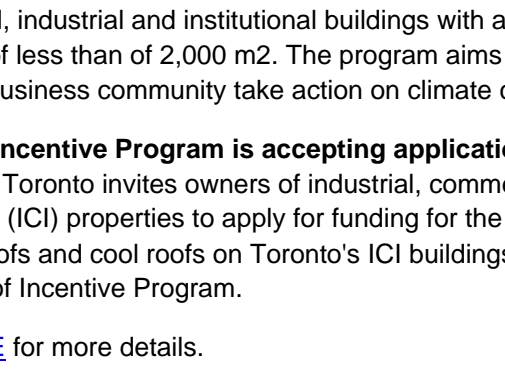 , industrial and institutional buildings with a
f less than of 2,000 m2. The program aims
usiness community take action on climate
ncentive Program is accepting applicati
Toronto invites owners of industrial, comm
(ICI) properties to apply for funding for the
ofs and cool roofs on Toronto's ICI buildings
of Incentive Program.
E for more details.